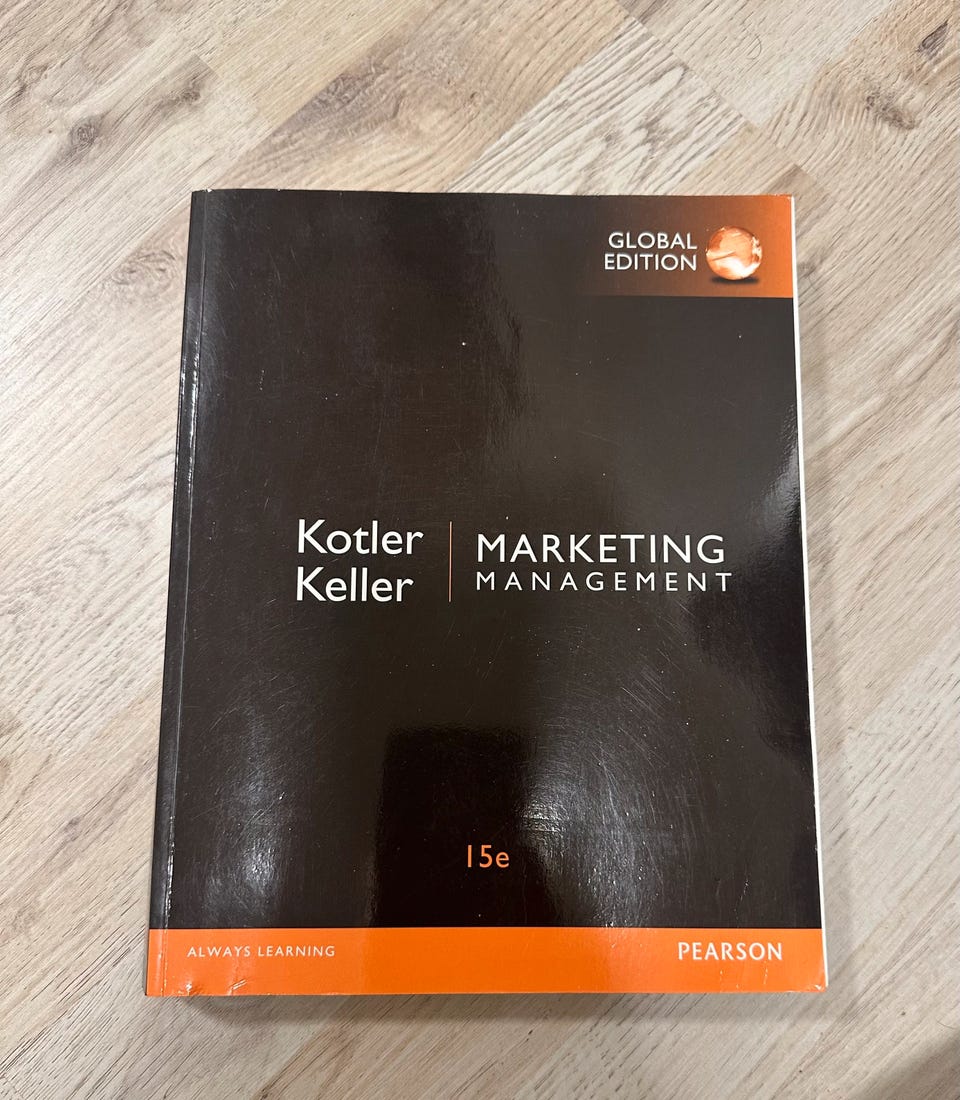 GLOBAL
EDITION
Kotler
Keller
MARKETING
MANAGEMENT
15e
ALWAYS LEARNING
PEARSON